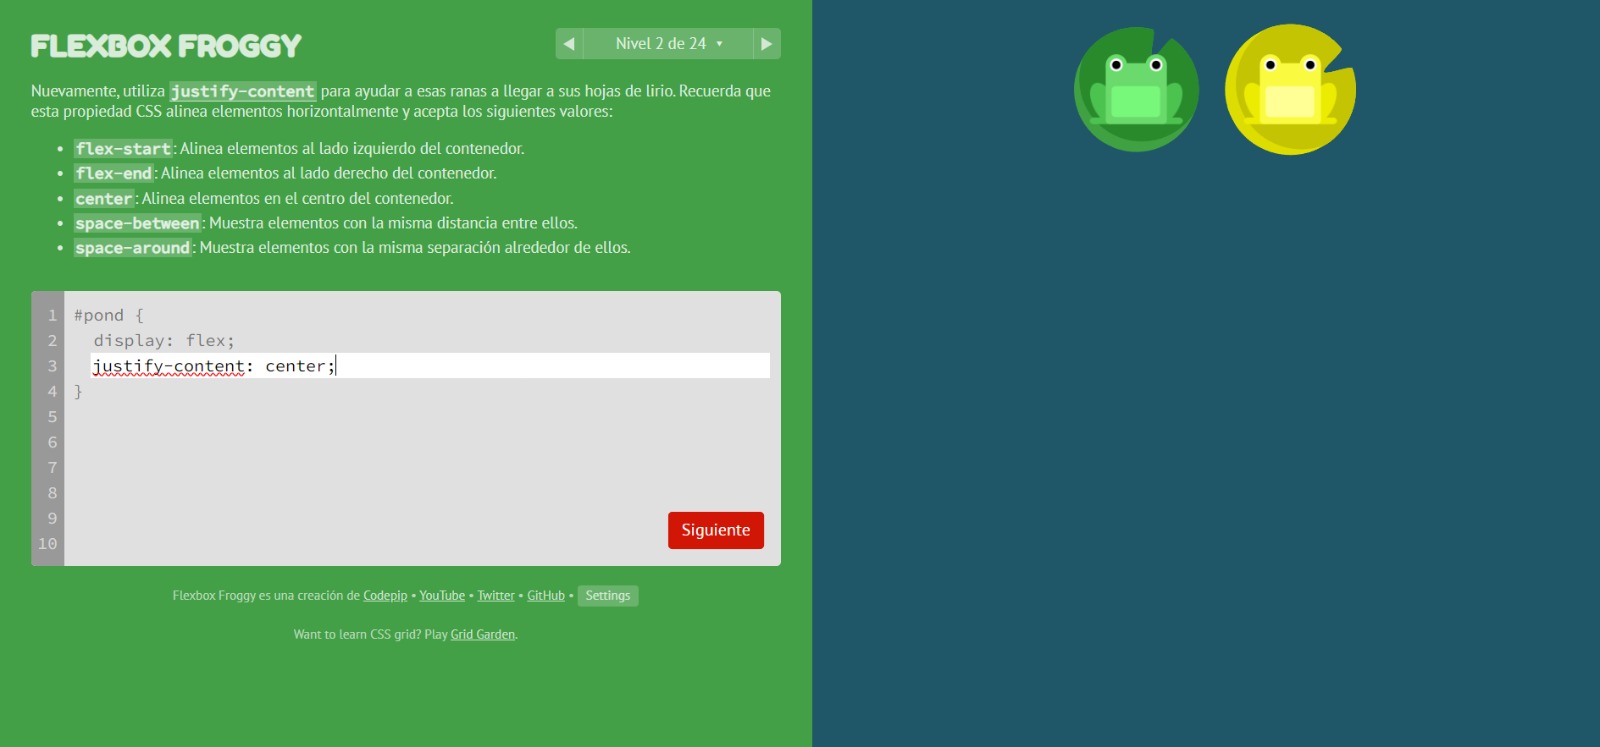 FLEXBOX FROGGY
◀ Nivel 2 de 24 ▼ ▶
Nuevamente, utiliza justify-content para ayudar a esas ranas a llegar a sus hojas de lirio. Recuerda que
esta propiedad CSS alinea elementos horizontalmente y acepta los siguientes valores:
• flex-start: Alinea elementos al lado izquierdo del contenedor.
• flex-end: Alinea elementos al lado derecho del contenedor.
• center: Alinea elementos en el centro del contenedor.
• space-between: Muestra elementos con la misma distancia entre ellos.
• space-around: Muestra elementos con la misma separación alrededor de ellos.
1 #pond {
2 display: flex;
3 justify-content: center;
4 }
5
6
7
8
9
10
Siguiente
Flexbox Froggy es una creación de Codepip • YouTube • Twitter • GitHub • Settings
Want to learn CSS grid? Play Grid Garden.